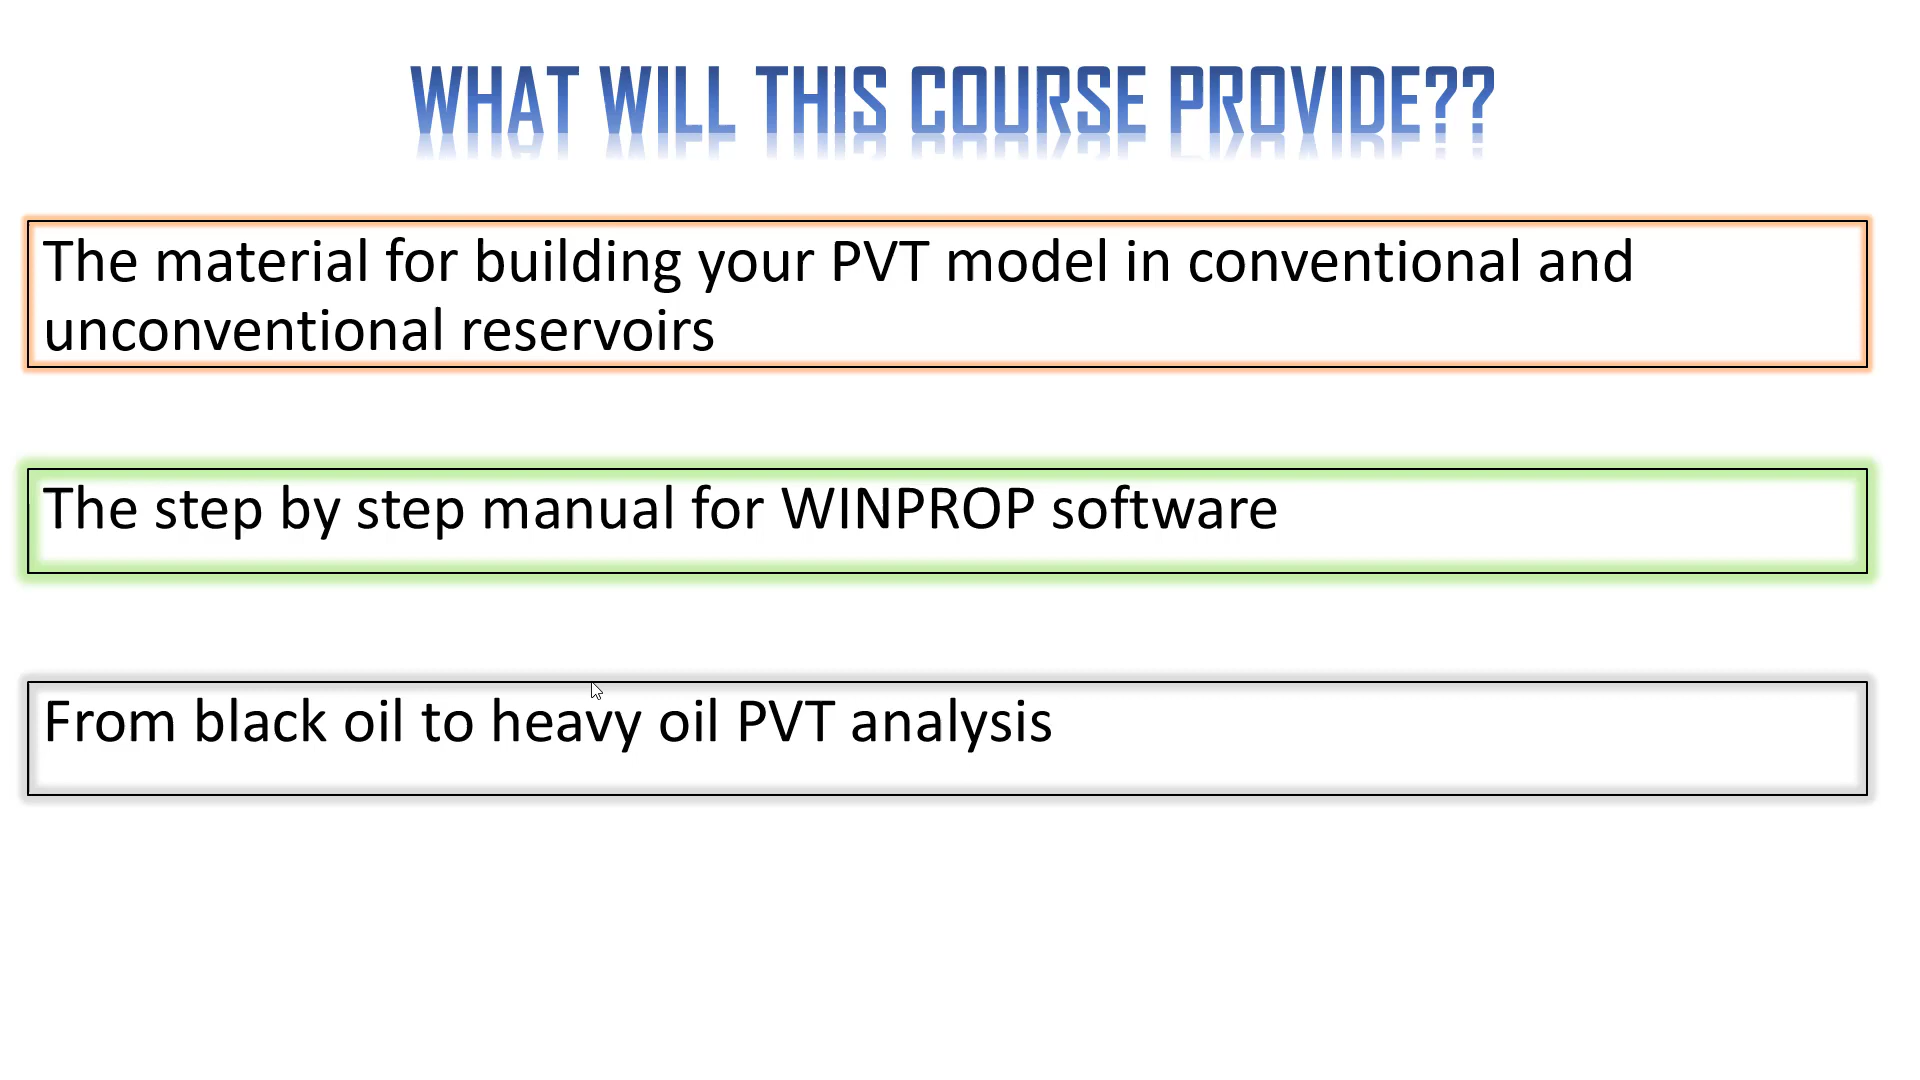 WHAT WILL THIS COURSE PROVIDE??
The material for building your PVT model in conventional and
unconventional reservoirs
The step by step manual for WINPROP software
From black oil to heavy oil PVT analysis